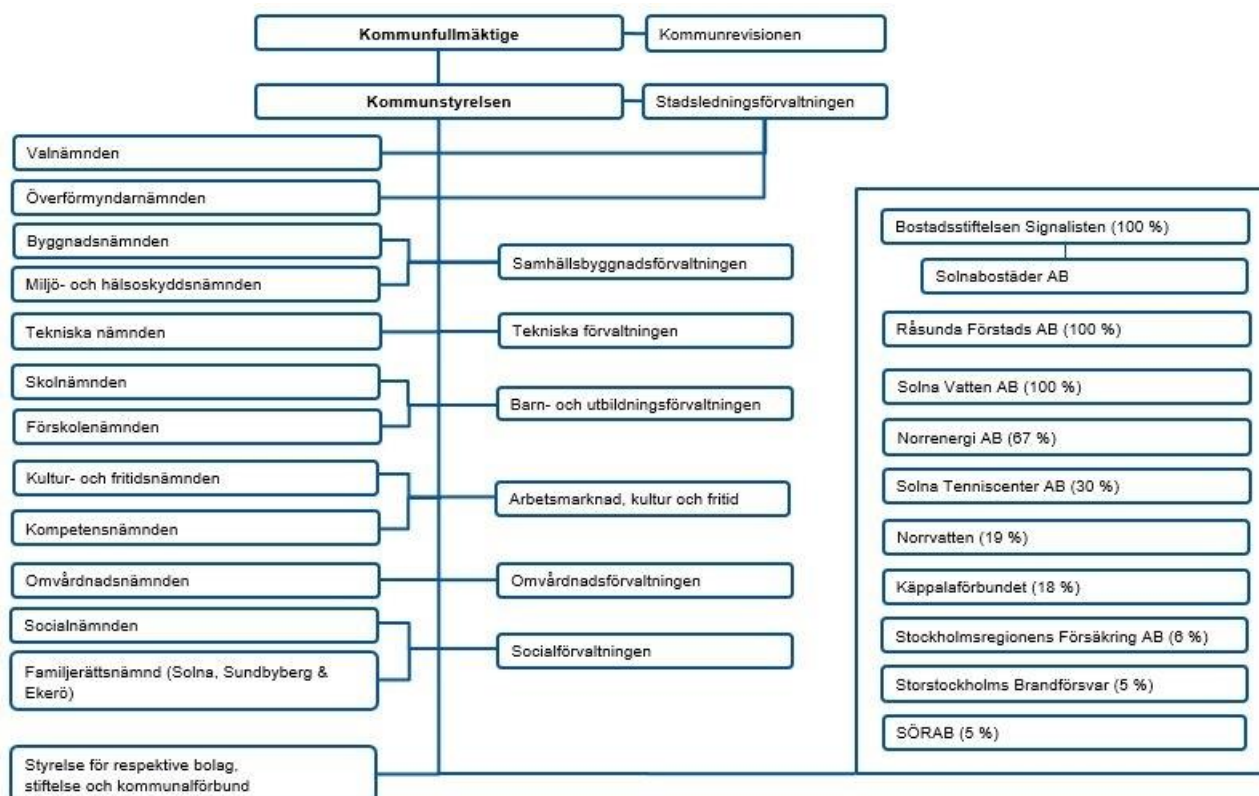 Kommunfullmäktige
Kommunrevisionen
Kommunstyrelsen
Stadsledningsförvaltningen
Valnämnden
Överförmyndarnämnden
Byggnadsnämnden
Miljö- och hälsoskyddsnämnden
Samhällsbyggnadsförvaltningen
Tekniska nämnden
Tekniska förvaltningen
Skolnämnden
Förskolenämnden
Barn- och utbildningsförvaltningen
Kultur- och fritidsnämnden
Kompetensnämnden
Arbetsmarknad, kultur och fritid
Omvårdnadsnämnden
Omvårdnadsförvaltningen
Socialnämnden
Familjerättsnämnd (Solna, Sundbyberg &
Ekerö)
Socialförvaltningen
Styrelse för respektive bolag,
stiftelse och kommunalförbund
Bostadsstiftelsen Signalisten (100 %)
Solnabostäder AB
Råsunda Förstads AB (100 %)
Solna Vatten AB (100 %)
Norrenergi AB (67 %)
Solna Tenniscenter AB (30 %)
Norrvatten (19 %)
Käppalaförbundet (18 %)
Stockholmsregionens Försäkring AB (6 %)
Storstockholms Brandförsvar (5 %)
SÖRAB (5 %)